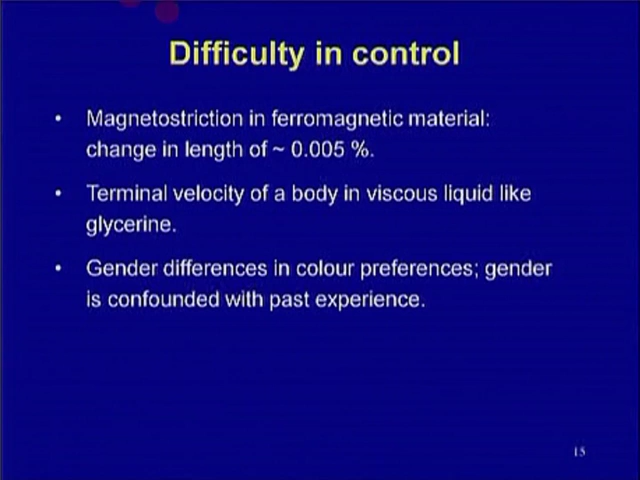 Difficulty in control
• Magnetostriction in ferromagnetic material:
change in length of ~ 0.005 %.
• Terminal velocity of a body in viscous liquid like
glycerine.
• Gender differences in colour preferences; gender
is confounded with past experience.
15